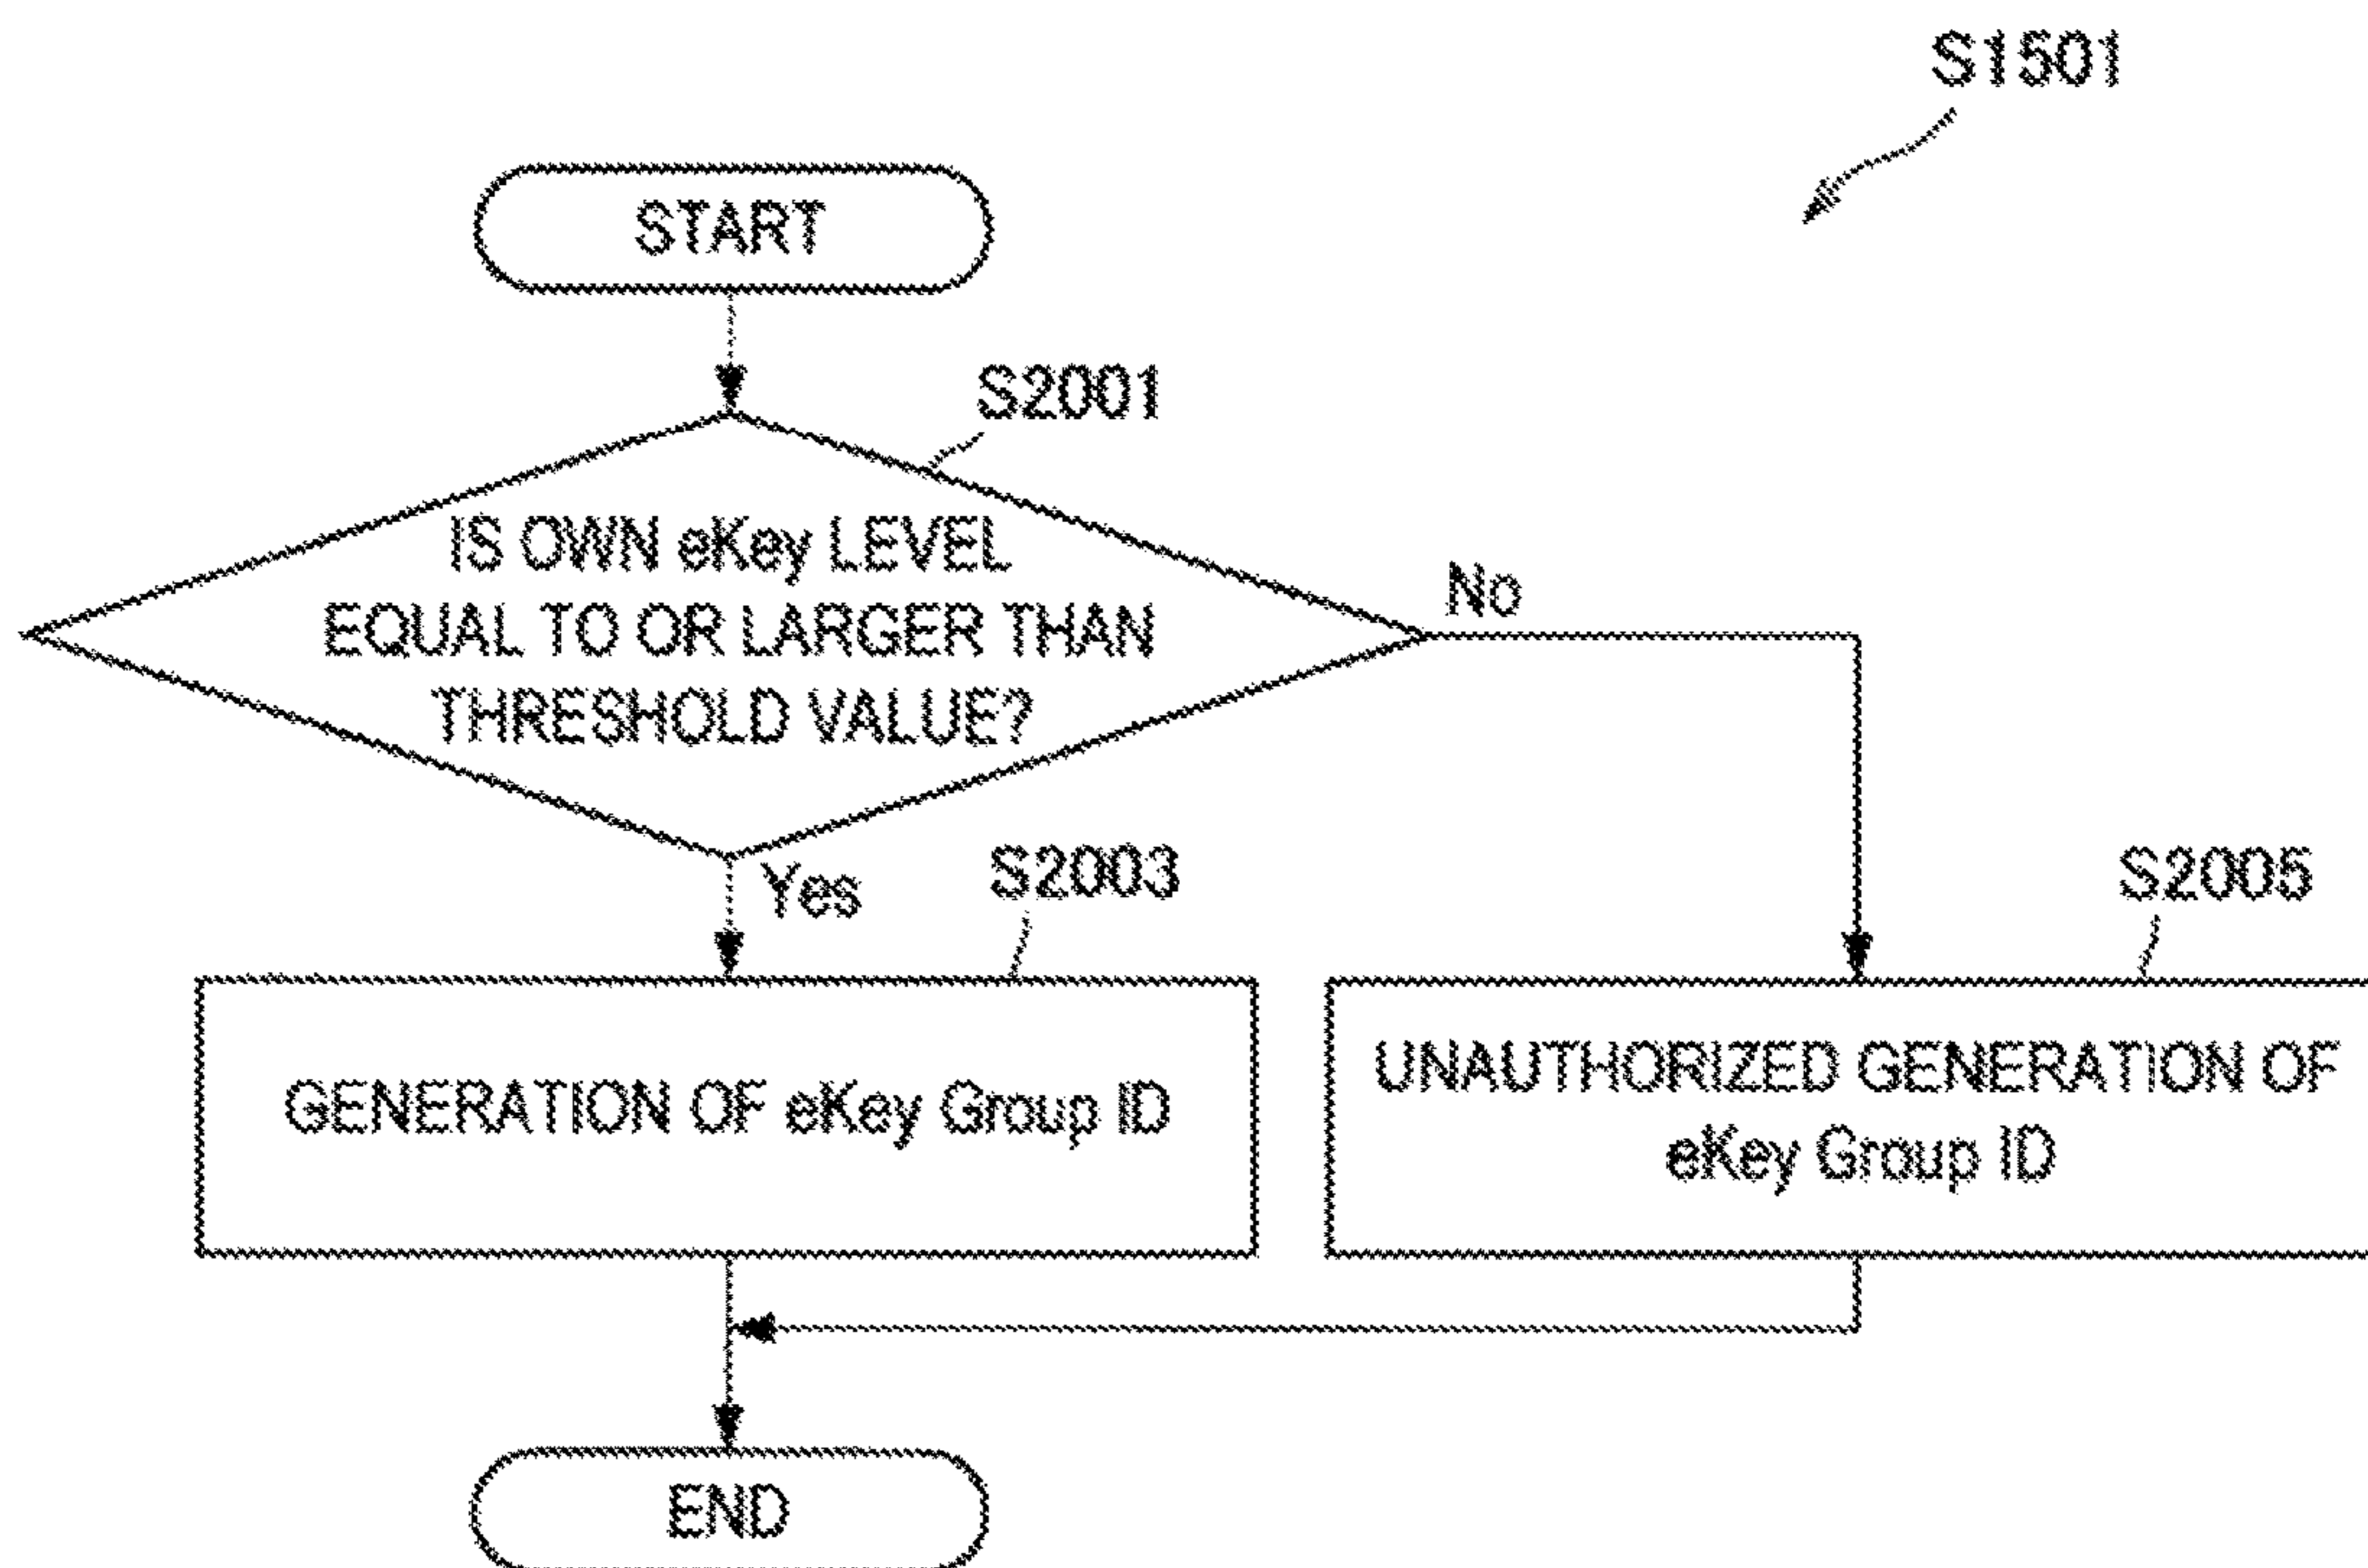 S1501
START
S2001
IS OWN eKey LEVEL
EQUAL TO OR LARGER THAN
THRESHOLD VALUE?
No
Yes
S2003
S2005
GENERATION OF eKey Group ID
UNAUTHORIZED GENERATION OF
eKey Group ID
END